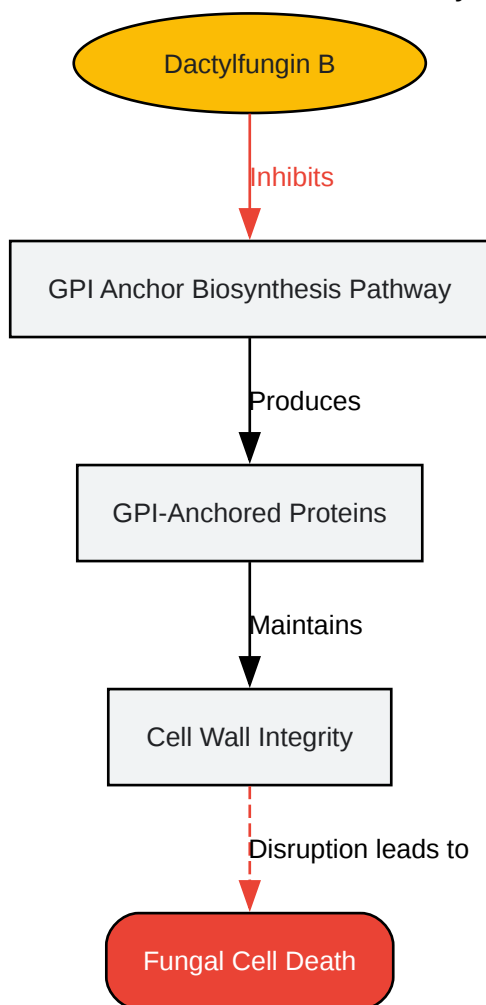 Dactylfungin B
Inhibits
GPI Anchor Biosynthesis Pathway
Produces
GPI-Anchored Proteins
Maintains
Cell Wall Integrity
Disruption leads to
Fungal Cell Death